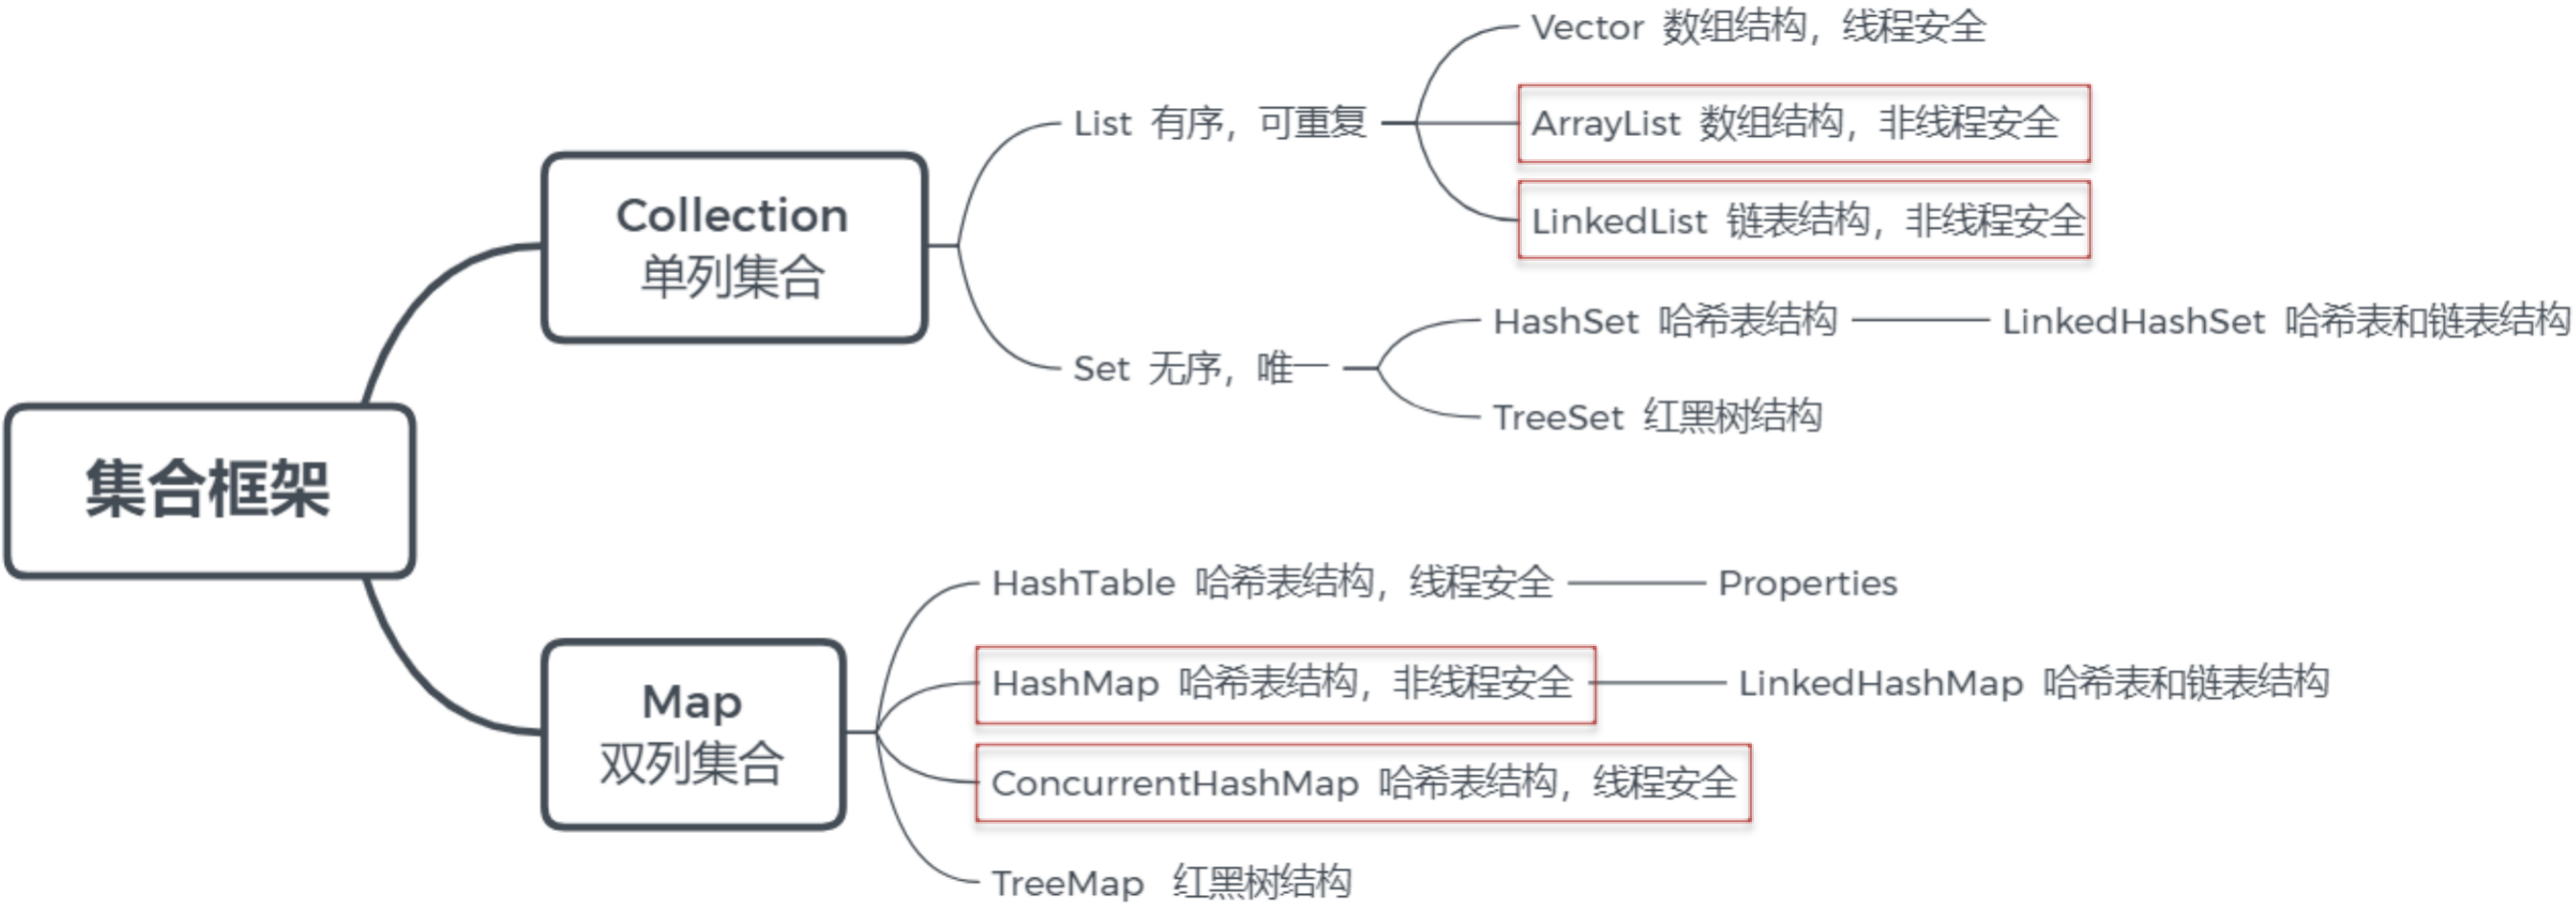 集合框架
Collection
单列集合
List 有序，可重复
Vector 数组结构，线程安全
ArrayList 数组结构，非线程安全
LinkedList 链表结构，非线程安全
Set 无序，唯一
HashSet 哈希表结构
LinkedHashSet 哈希表和链表结构
TreeSet 红黑树结构
Map
双列集合
HashTable 哈希表结构，线程安全
Properties
HashMap 哈希表结构，非线程安全
LinkedHashMap 哈希表和链表结构
ConcurrentHashMap 哈希表结构，线程安全
TreeMap 红黑树结构